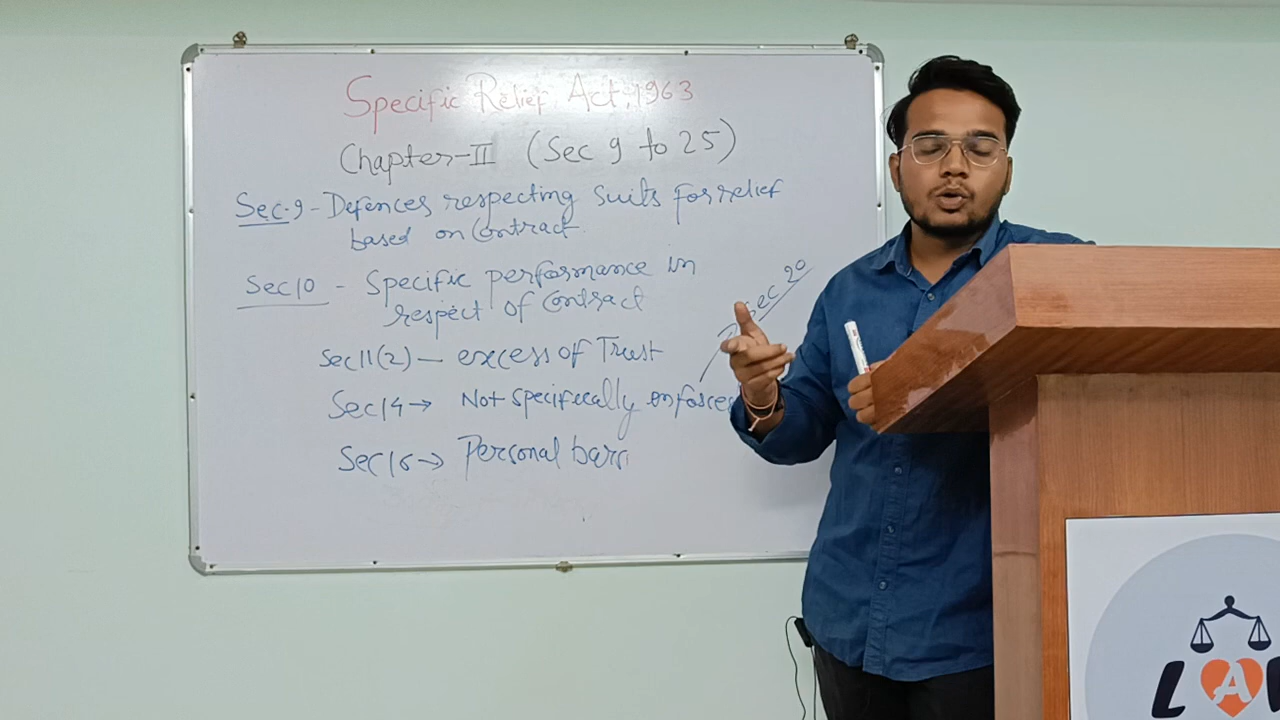 Specific Relief Act, 1963
Chapter-II (Sec 9 to 25)
Sec.9 - Defences respecting suits for relief
based on Contract
Sec 10 - Specific performance in
respect of Contract
Sec 11(2) - excess of Trust
sec 20
Sec 14 → Not specifically enforce
Sec 16 → Personal bars
LA